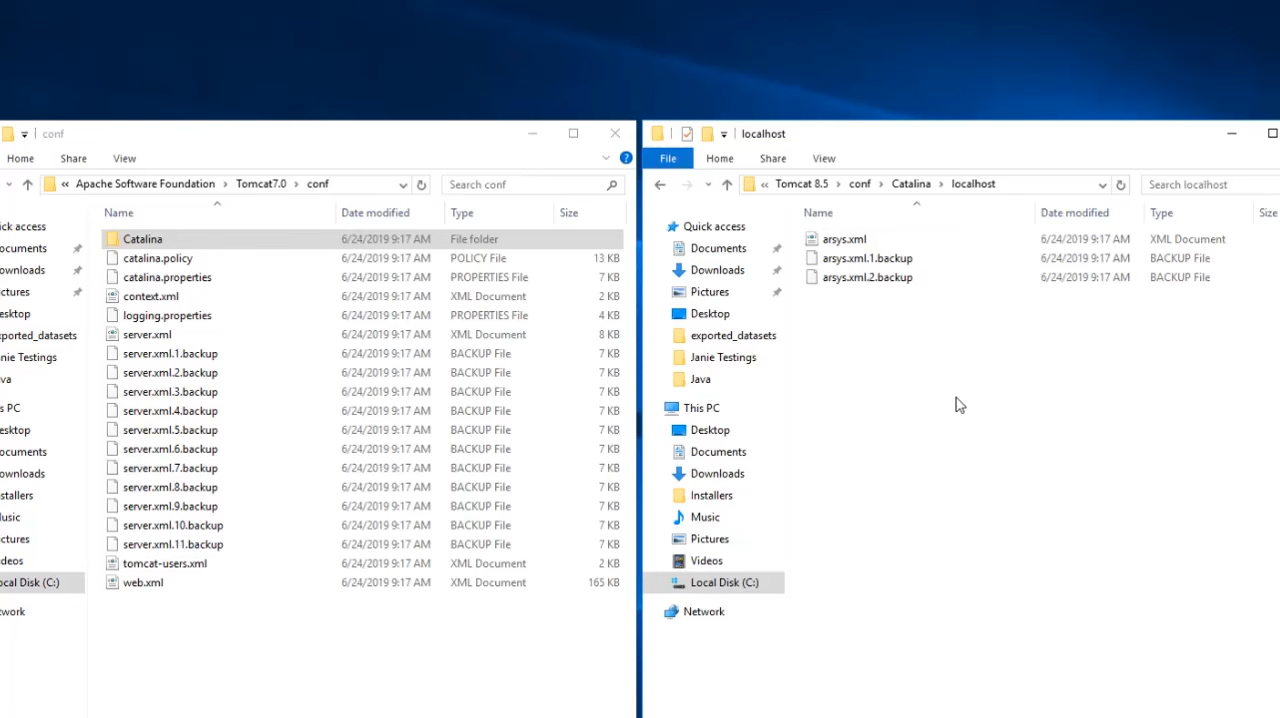 conf
Home Share View
« Apache Software Foundation › Tomcat7.0 › conf
Search conf
Name Date modified Type Size
ick access
ocuments
ownloads
ictures
esktop
xported_datasets
anie Testings
ava
s PC
esktop
ocuments
ownloads
nstallers
usic
ictures
ideos
ocal Disk (C:)
twork
Catalina 6/24/2019 9:17 AM File folder
catalina.policy 6/24/2019 9:17 AM POLICY File 13 KB
catalina.properties 6/24/2019 9:17 AM PROPERTIES File 7 KB
context.xml 6/24/2019 9:17 AM XML Document 2 KB
logging.properties 6/24/2019 9:17 AM PROPERTIES File 4 KB
server.xml 6/24/2019 9:17 AM XML Document 8 KB
server.xml.1.backup 6/24/2019 9:17 AM BACKUP File 7 KB
server.xml.2.backup 6/24/2019 9:17 AM BACKUP File 7 KB
server.xml.3.backup 6/24/2019 9:17 AM BACKUP File 7 KB
server.xml.4.backup 6/24/2019 9:17 AM BACKUP File 7 KB
server.xml.5.backup 6/24/2019 9:17 AM BACKUP File 7 KB
server.xml.6.backup 6/24/2019 9:17 AM BACKUP File 7 KB
server.xml.7.backup 6/24/2019 9:17 AM BACKUP File 7 KB
server.xml.8.backup 6/24/2019 9:17 AM BACKUP File 7 KB
server.xml.9.backup 6/24/2019 9:17 AM BACKUP File 7 KB
server.xml.10.backup 6/24/2019 9:17 AM BACKUP File 7 KB
server.xml.11.backup 6/24/2019 9:17 AM BACKUP File 7 KB
tomcat-users.xml 6/24/2019 9:17 AM XML Document 2 KB
web.xml 6/24/2019 9:17 AM XML Document 165 KB
localhost
File Home Share View
« Tomcat 8.5 › conf › Catalina › localhost
Search localhost
Name Date modified Type Size
Quick access
Documents
Downloads
Pictures
Desktop
exported_datasets
Janie Testings
Java
This PC
Desktop
Documents
Downloads
Installers
Music
Pictures
Videos
Local Disk (C:)
Network
arsys.xml 6/24/2019 9:17 AM XML Document
arsys.xml.1.backup 6/24/2019 9:17 AM BACKUP File
arsys.xml.2.backup 6/24/2019 9:17 AM BACKUP File